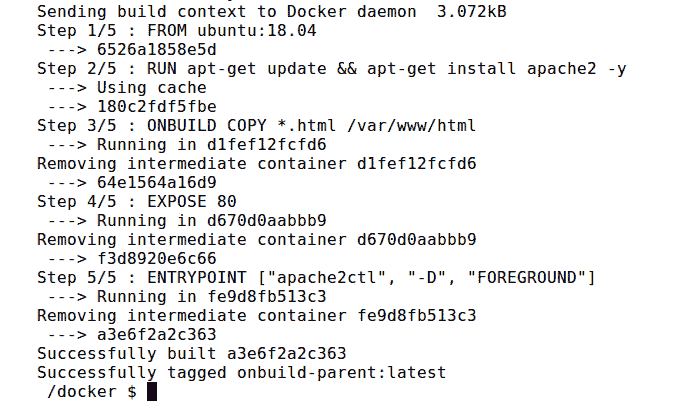 Sending build context to Docker daemon  3.072kB
Step 1/5 : FROM ubuntu:18.04
 ---> 6526a1858e5d
Step 2/5 : RUN apt-get update && apt-get install apache2 -y
 ---> Using cache
 ---> 180c2fdf5fbe
Step 3/5 : ONBUILD COPY *.html /var/www/html
 ---> Running in d1fef12fcfd6
Removing intermediate container d1fef12fcfd6
 ---> 64e1564a16d9
Step 4/5 : EXPOSE 80
 ---> Running in d670d0aabbb9
Removing intermediate container d670d0aabbb9
 ---> f3d8920e6c66
Step 5/5 : ENTRYPOINT ["apache2ctl", "-D", "FOREGROUND"]
 ---> Running in fe9d8fb513c3
Removing intermediate container fe9d8fb513c3
 ---> a3e6f2a2c363
Successfully built a3e6f2a2c363
Successfully tagged onbuild-parent:latest
 /docker $